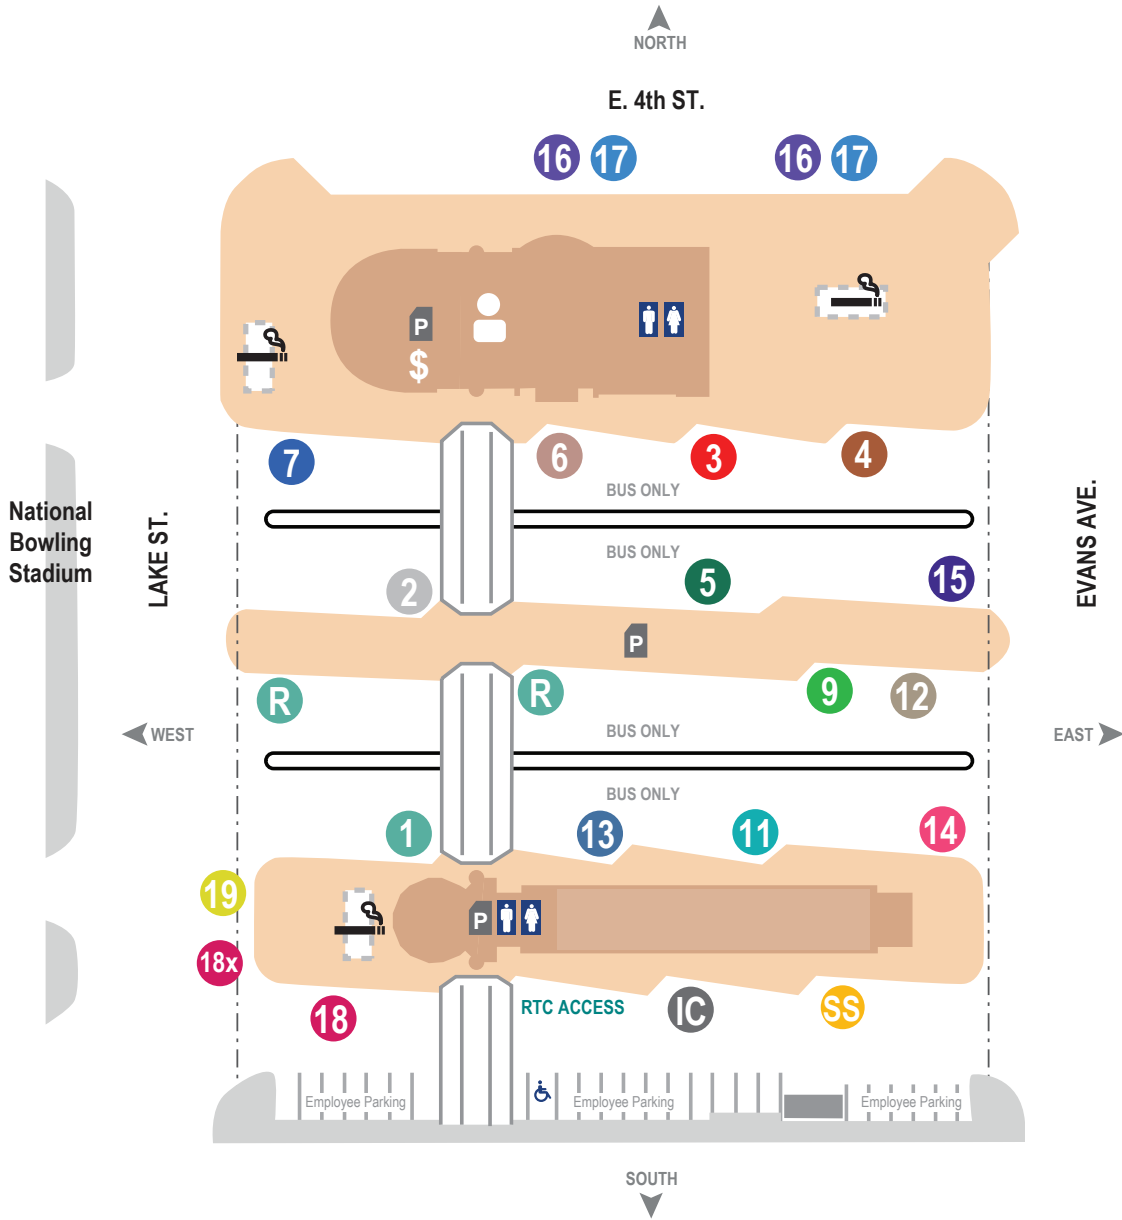 NORTH
E. 4th ST.
16 17 16 17
P
$
7 6 3 4
BUS ONLY
National
Bowling
Stadium
LAKE ST.
EVANS AVE.
BUS ONLY
2 5 15
P
R R 9 12
WEST
BUS ONLY
EAST
BUS ONLY
1 13 11 14
19
P
18x
18 RTC ACCESS IC SS
Employee Parking Employee Parking Employee Parking
SOUTH